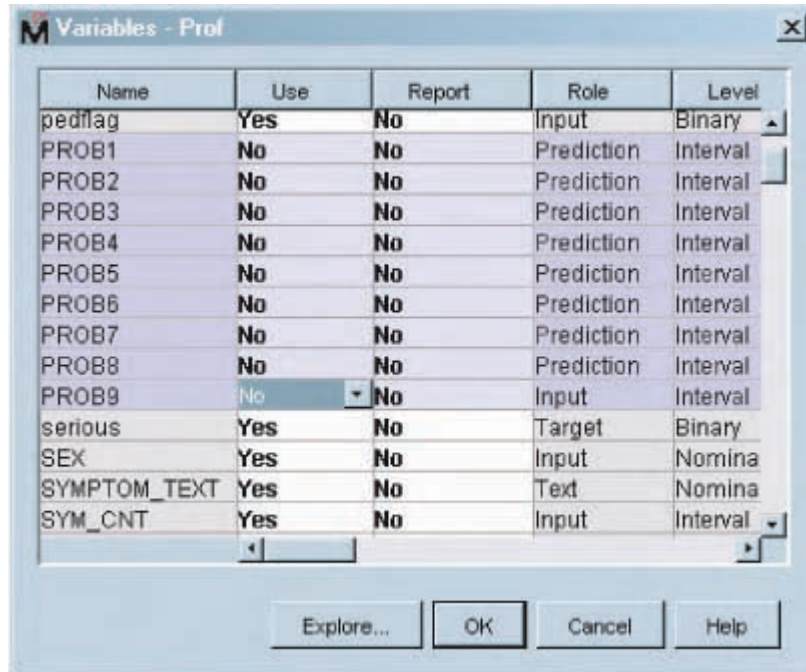 Variables - Prof
Name Use Report Role Level
pedflag Yes No Input Binary
PROB1 No No Prediction Interval
PROB2 No No Prediction Interval
PROB3 No No Prediction Interval
PROB4 No No Prediction Interval
PROB5 No No Prediction Interval
PROB6 No No Prediction Interval
PROB7 No No Prediction Interval
PROB8 No No Prediction Interval
PROB9 No No Input Interval
serious Yes No Target Binary
SEX Yes No Input Nomina
SYMPTOM_TEXT Yes No Text Nomina
SYM_CNT Yes No Input Interval
Explore... OK Cancel Help